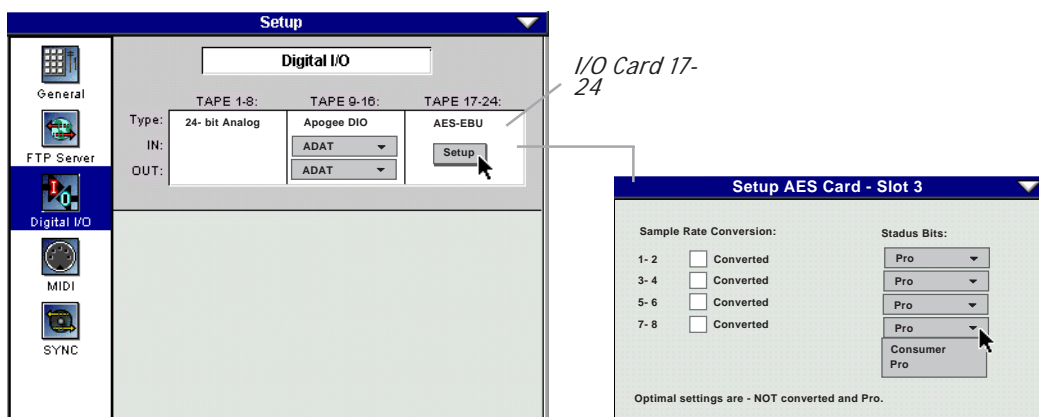 Setup
General
FTP Server
Digital I/O
MIDI
SYNC
Digital I/O
TAPE 1-8: TAPE 9-16: TAPE 17-24:
Type: 24- bit Analog Apogee DIO AES-EBU
IN: ADAT Setup
OUT: ADAT
I/O Card 17-
24
Setup AES Card - Slot 3
Sample Rate Conversion: Stadus Bits:
1- 2 Converted Pro
3- 4 Converted Pro
5- 6 Converted Pro
7- 8 Converted Pro
Consumer
Pro
Optimal settings are - NOT converted and Pro.